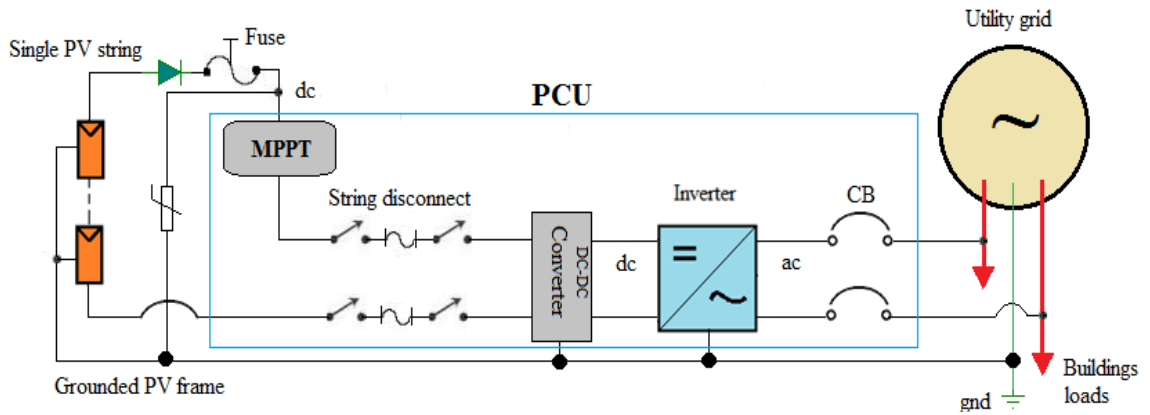 Utility grid
Single PV string
Fuse
dc
PCU
MPPT
String disconnect
Inverter
CB
DC-DC
Converter
dc
ac
Grounded PV frame
gnd
Buildings
loads